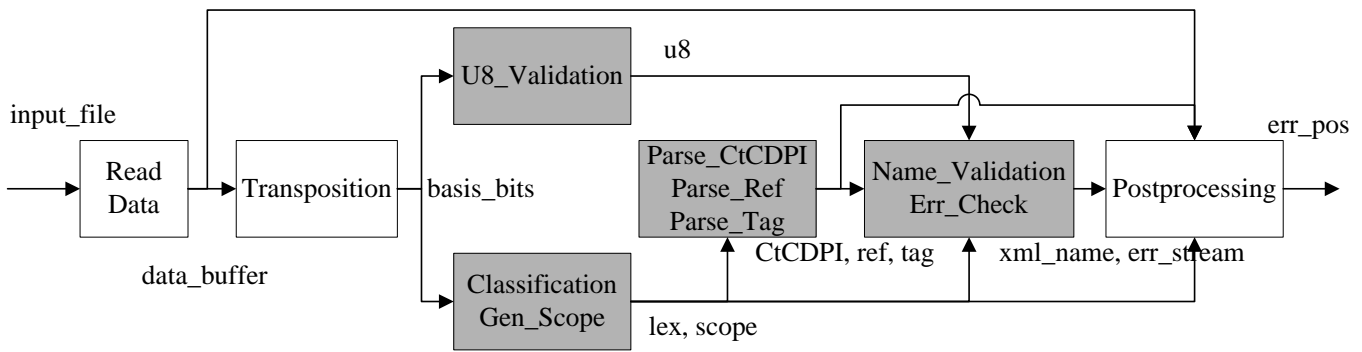 u8
U8_Validation
input_file
err_pos
Read
Data
Transposition
basis_bits
Parse_CtCDPI
Parse_Ref
Parse_Tag
Name_Validation
Err_Check
Postprocessing
CtCDPI, ref, tag
xml_name, err_stream
data_buffer
Classification
Gen_Scope
lex, scope